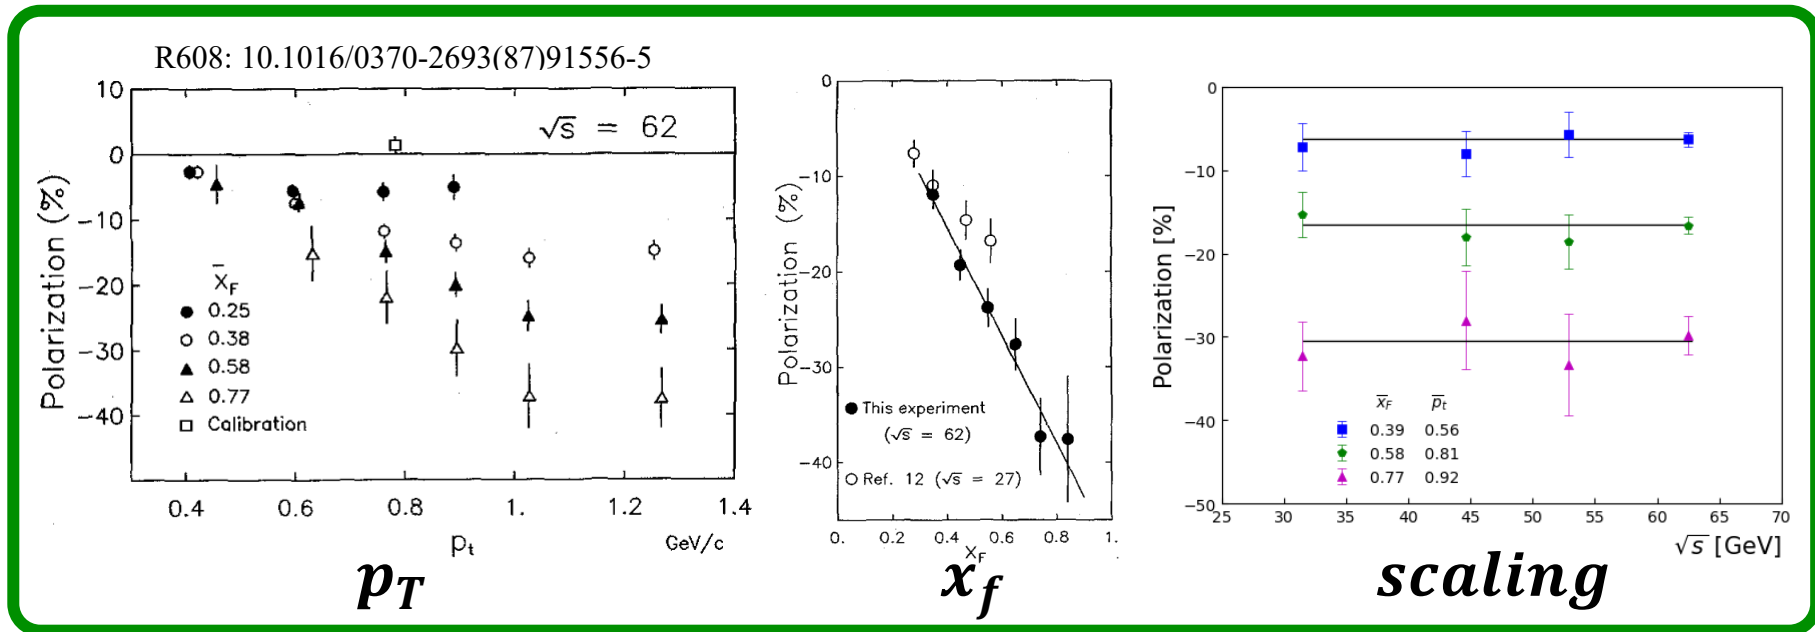 R608: 10.1016/0370-2693(87)91556-5
10
0
−10
−20
−30
−40
Polarization (%)
√s = 62
x̄F
0.25
0.38
0.58
0.77
Calibration
0.4 0.6 0.8 1. 1.2 1.4
pt GeV/c
pT
0
−10
−20
−30
−40
Polarization (%)
This experiment
(√s = 62)
Ref. 12 (√s = 27)
0. 0.2 0.4 0.6 0.8 1.
xF
xf
0
−10
−20
−30
−40
−50
Polarization [%]
x̄F p̄t
0.39 0.56
0.58 0.81
0.77 0.92
25 30 35 40 45 50 55 60 65 70
√s [GeV]
scaling